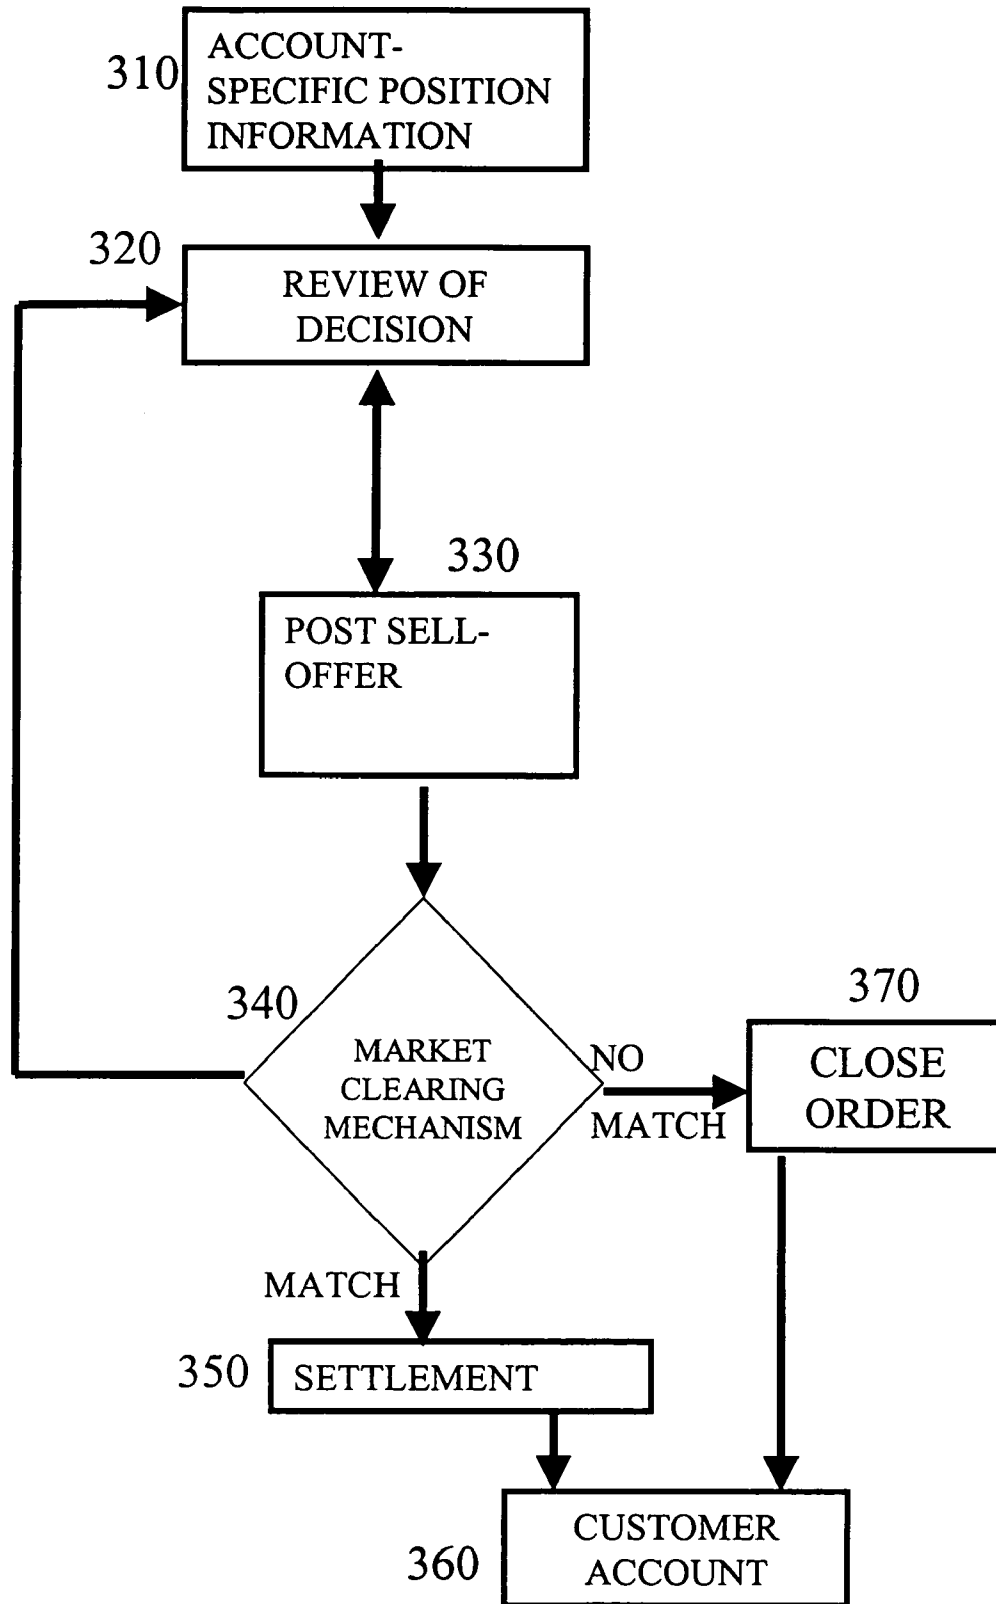 310
ACCOUNT-
SPECIFIC POSITION
INFORMATION
320
REVIEW OF
DECISION
330
POST SELL-
OFFER
340
MARKET
CLEARING
MECHANISM
NO
MATCH
370
CLOSE
ORDER
MATCH
350
SETTLEMENT
360
CUSTOMER
ACCOUNT